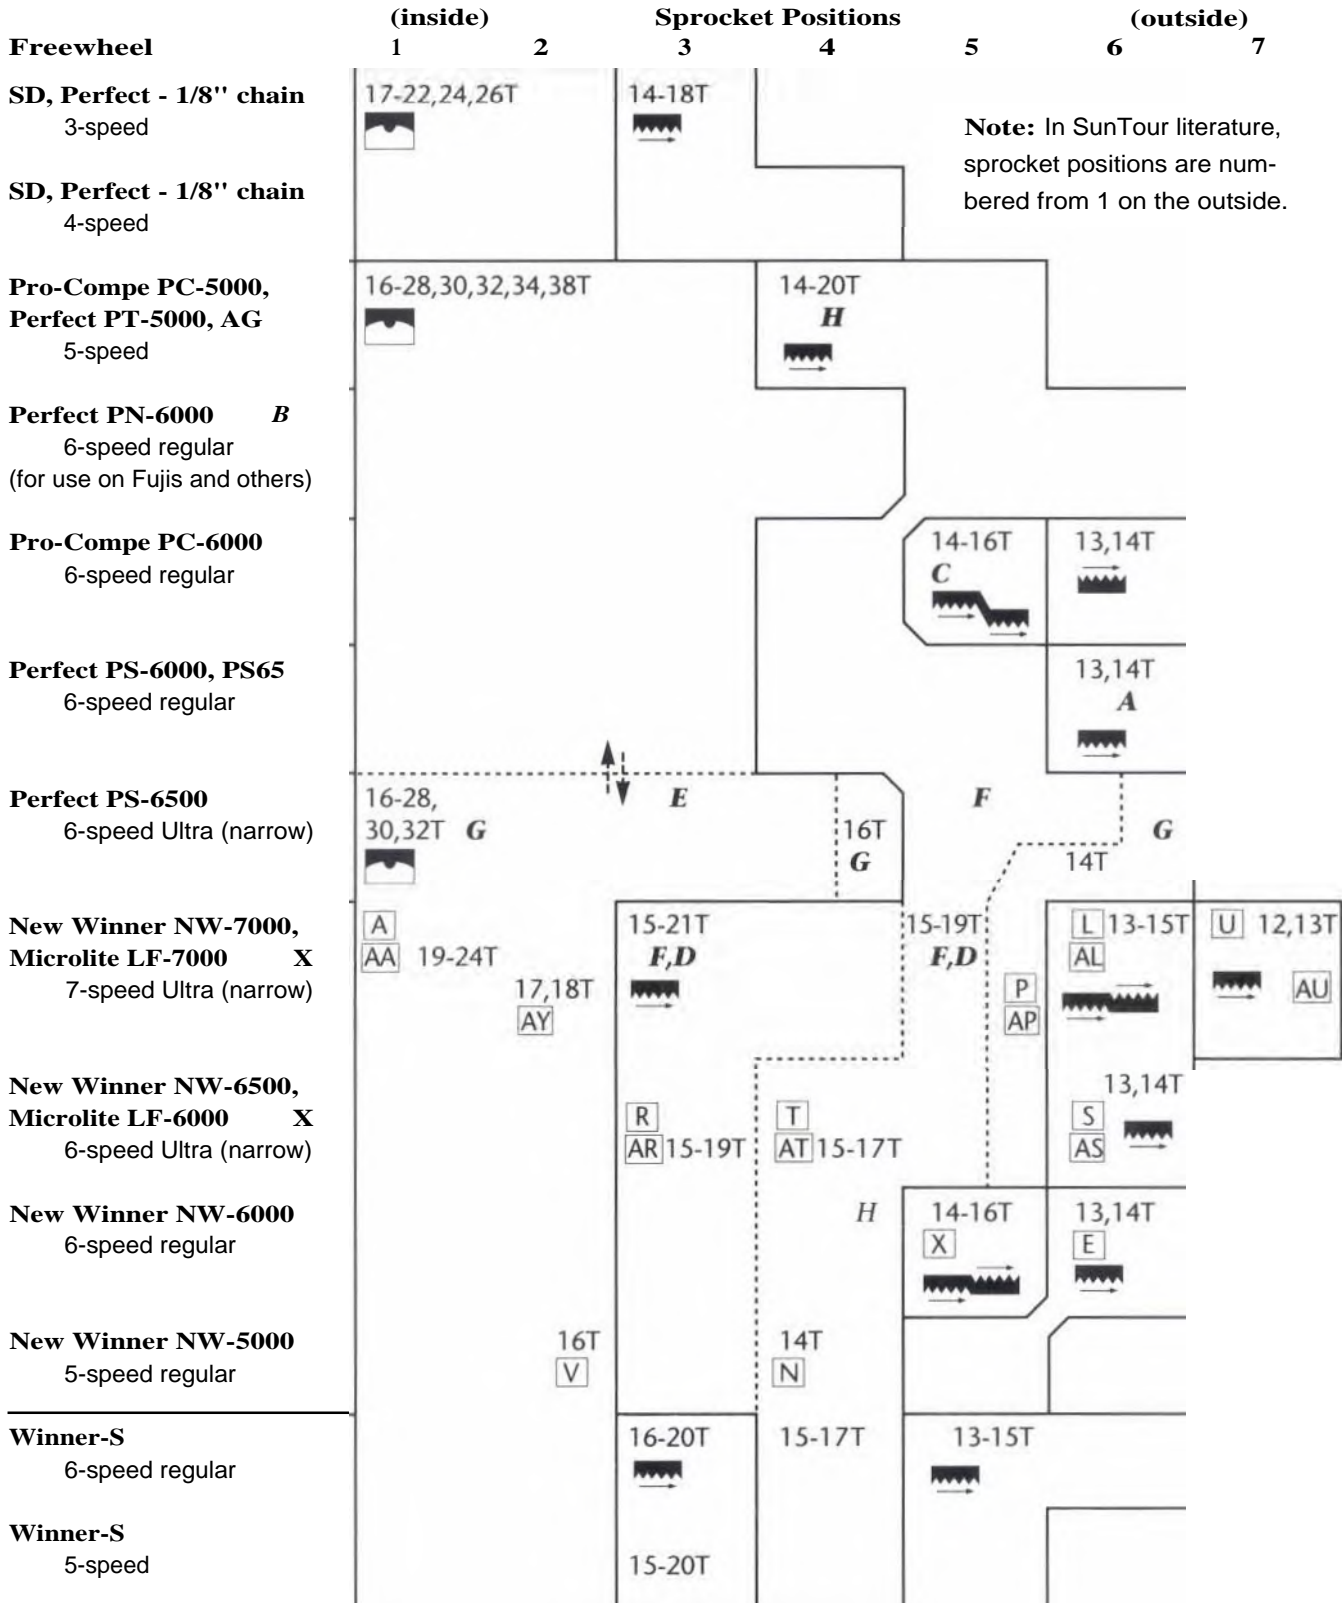 (inside) Sprocket Positions (outside)
Freewheel 1 2 3 4 5 6 7
SD, Perfect - 1/8" chain 17-22,24,26T 14-18T
3-speed
Note: In SunTour literature,
sprocket positions are num-
bered from 1 on the outside.
SD, Perfect - 1/8" chain
4-speed
Pro-Compe PC-5000, 16-28,30,32,34,38T 14-20T
Perfect PT-5000, AG H
5-speed
Perfect PN-6000 B
6-speed regular
(for use on Fujis and others)
Pro-Compe PC-6000 14-16T 13,14T
6-speed regular C
Perfect PS-6000, PS65 13,14T
6-speed regular A
Perfect PS-6500 16-28, E F
6-speed Ultra (narrow) 30,32T G 16T G
G 14T
New Winner NW-7000, A 15-21T 15-19T L 13-15T U 12,13T
Microlite LF-7000 X AA 19-24T F,D F,D AL
7-speed Ultra (narrow) 17,18T P AU
AY AP
New Winner NW-6500, 13,14T
Microlite LF-6000 X R T S
6-speed Ultra (narrow) AR 15-19T AT 15-17T AS
New Winner NW-6000 H 14-16T 13,14T
6-speed regular X E
New Winner NW-5000 16T 14T
5-speed regular V N
Winner-S 16-20T 15-17T 13-15T
6-speed regular
Winner-S
5-speed 15-20T